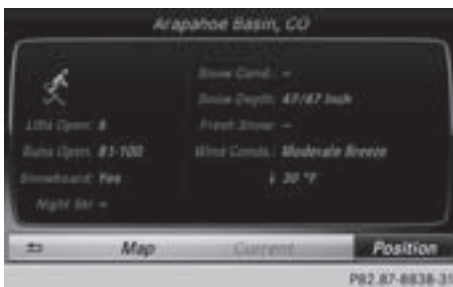 Arapahoe Basin, CO
Snow Cond.: –
Snow Depth: 47/47 Inch
Lifts Open: 6
Fresh Snow: –
Runs Open: 81-100
Wind Conds.: Moderate Breeze
Snowboard: Yes
↓ 30 °F
Night Ski: –
Map Current Position
P82.87-8838-31